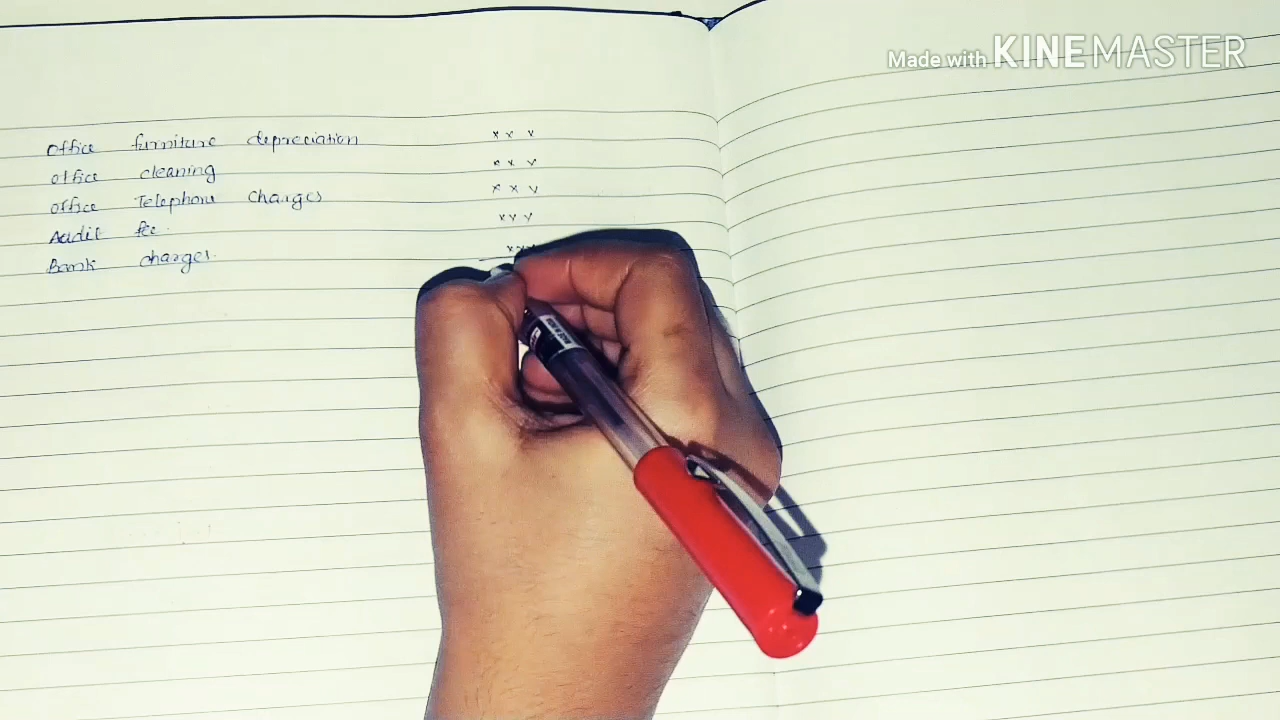 Made with KINEMASTER
office furniture depreciation xxx
office cleaning xxx
office Telephone charges xxx
Audit fee. xxx
Bank charges. xxx